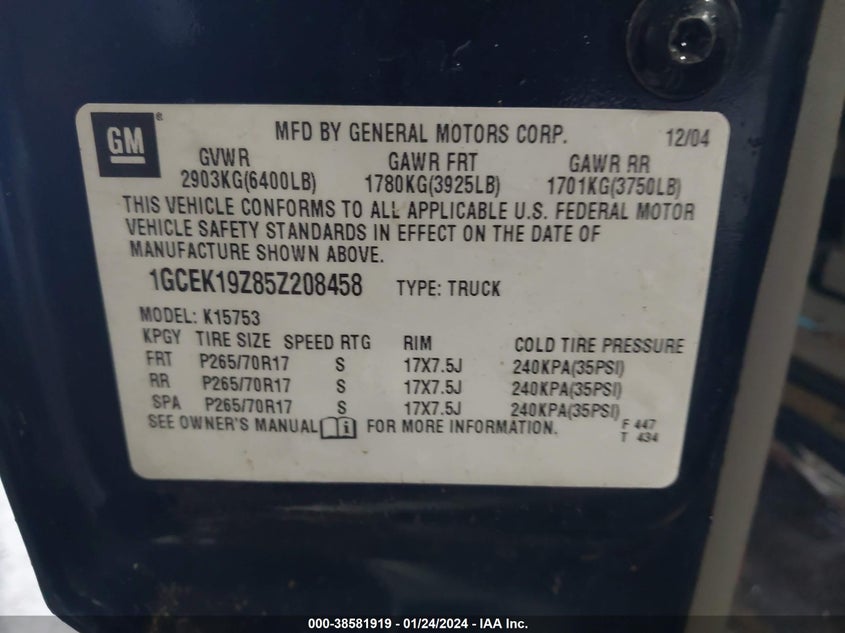 GM ®
MFD BY GENERAL MOTORS CORP. 12/04
GVWR GAWR FRT GAWR RR
2903KG(6400LB) 1780KG(3925LB) 1701KG(3750LB)
THIS VEHICLE CONFORMS TO ALL APPLICABLE U.S. FEDERAL MOTOR
VEHICLE SAFETY STANDARDS IN EFFECT ON THE DATE OF
MANUFACTURE SHOWN ABOVE.
1GCEK19Z85Z208458 TYPE: TRUCK
MODEL: K15753
KPGY TIRE SIZE SPEED RTG RIM COLD TIRE PRESSURE
FRT P265/70R17 S 17X7.5J 240KPA(35PSI)
RR P265/70R17 S 17X7.5J 240KPA(35PSI)
SPA P265/70R17 S 17X7.5J 240KPA(35PSI)
SEE OWNER'S MANUAL i FOR MORE INFORMATION. F 447
T 434
000-38581919 - 01/24/2024 - IAA Inc.